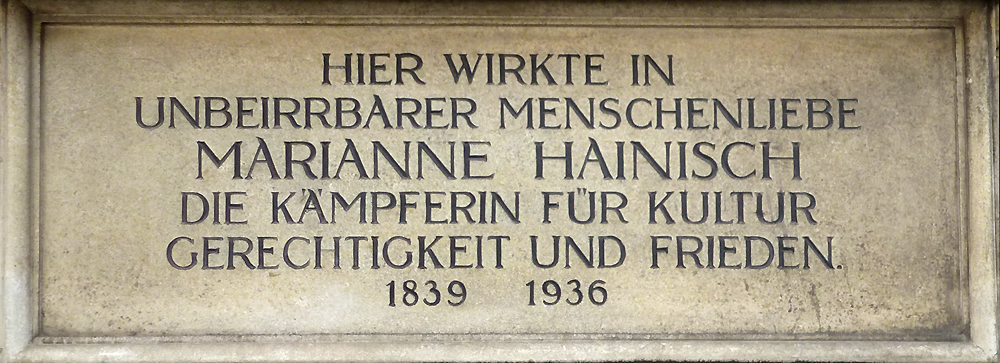 HIER WIRKTE IN
UNBEIRRBARER MENSCHENLIEBE
MARIANNE HAINISCH
DIE KÄMPFERIN FÜR KULTUR
GERECHTIGKEIT UND FRIEDEN.
1839 1936